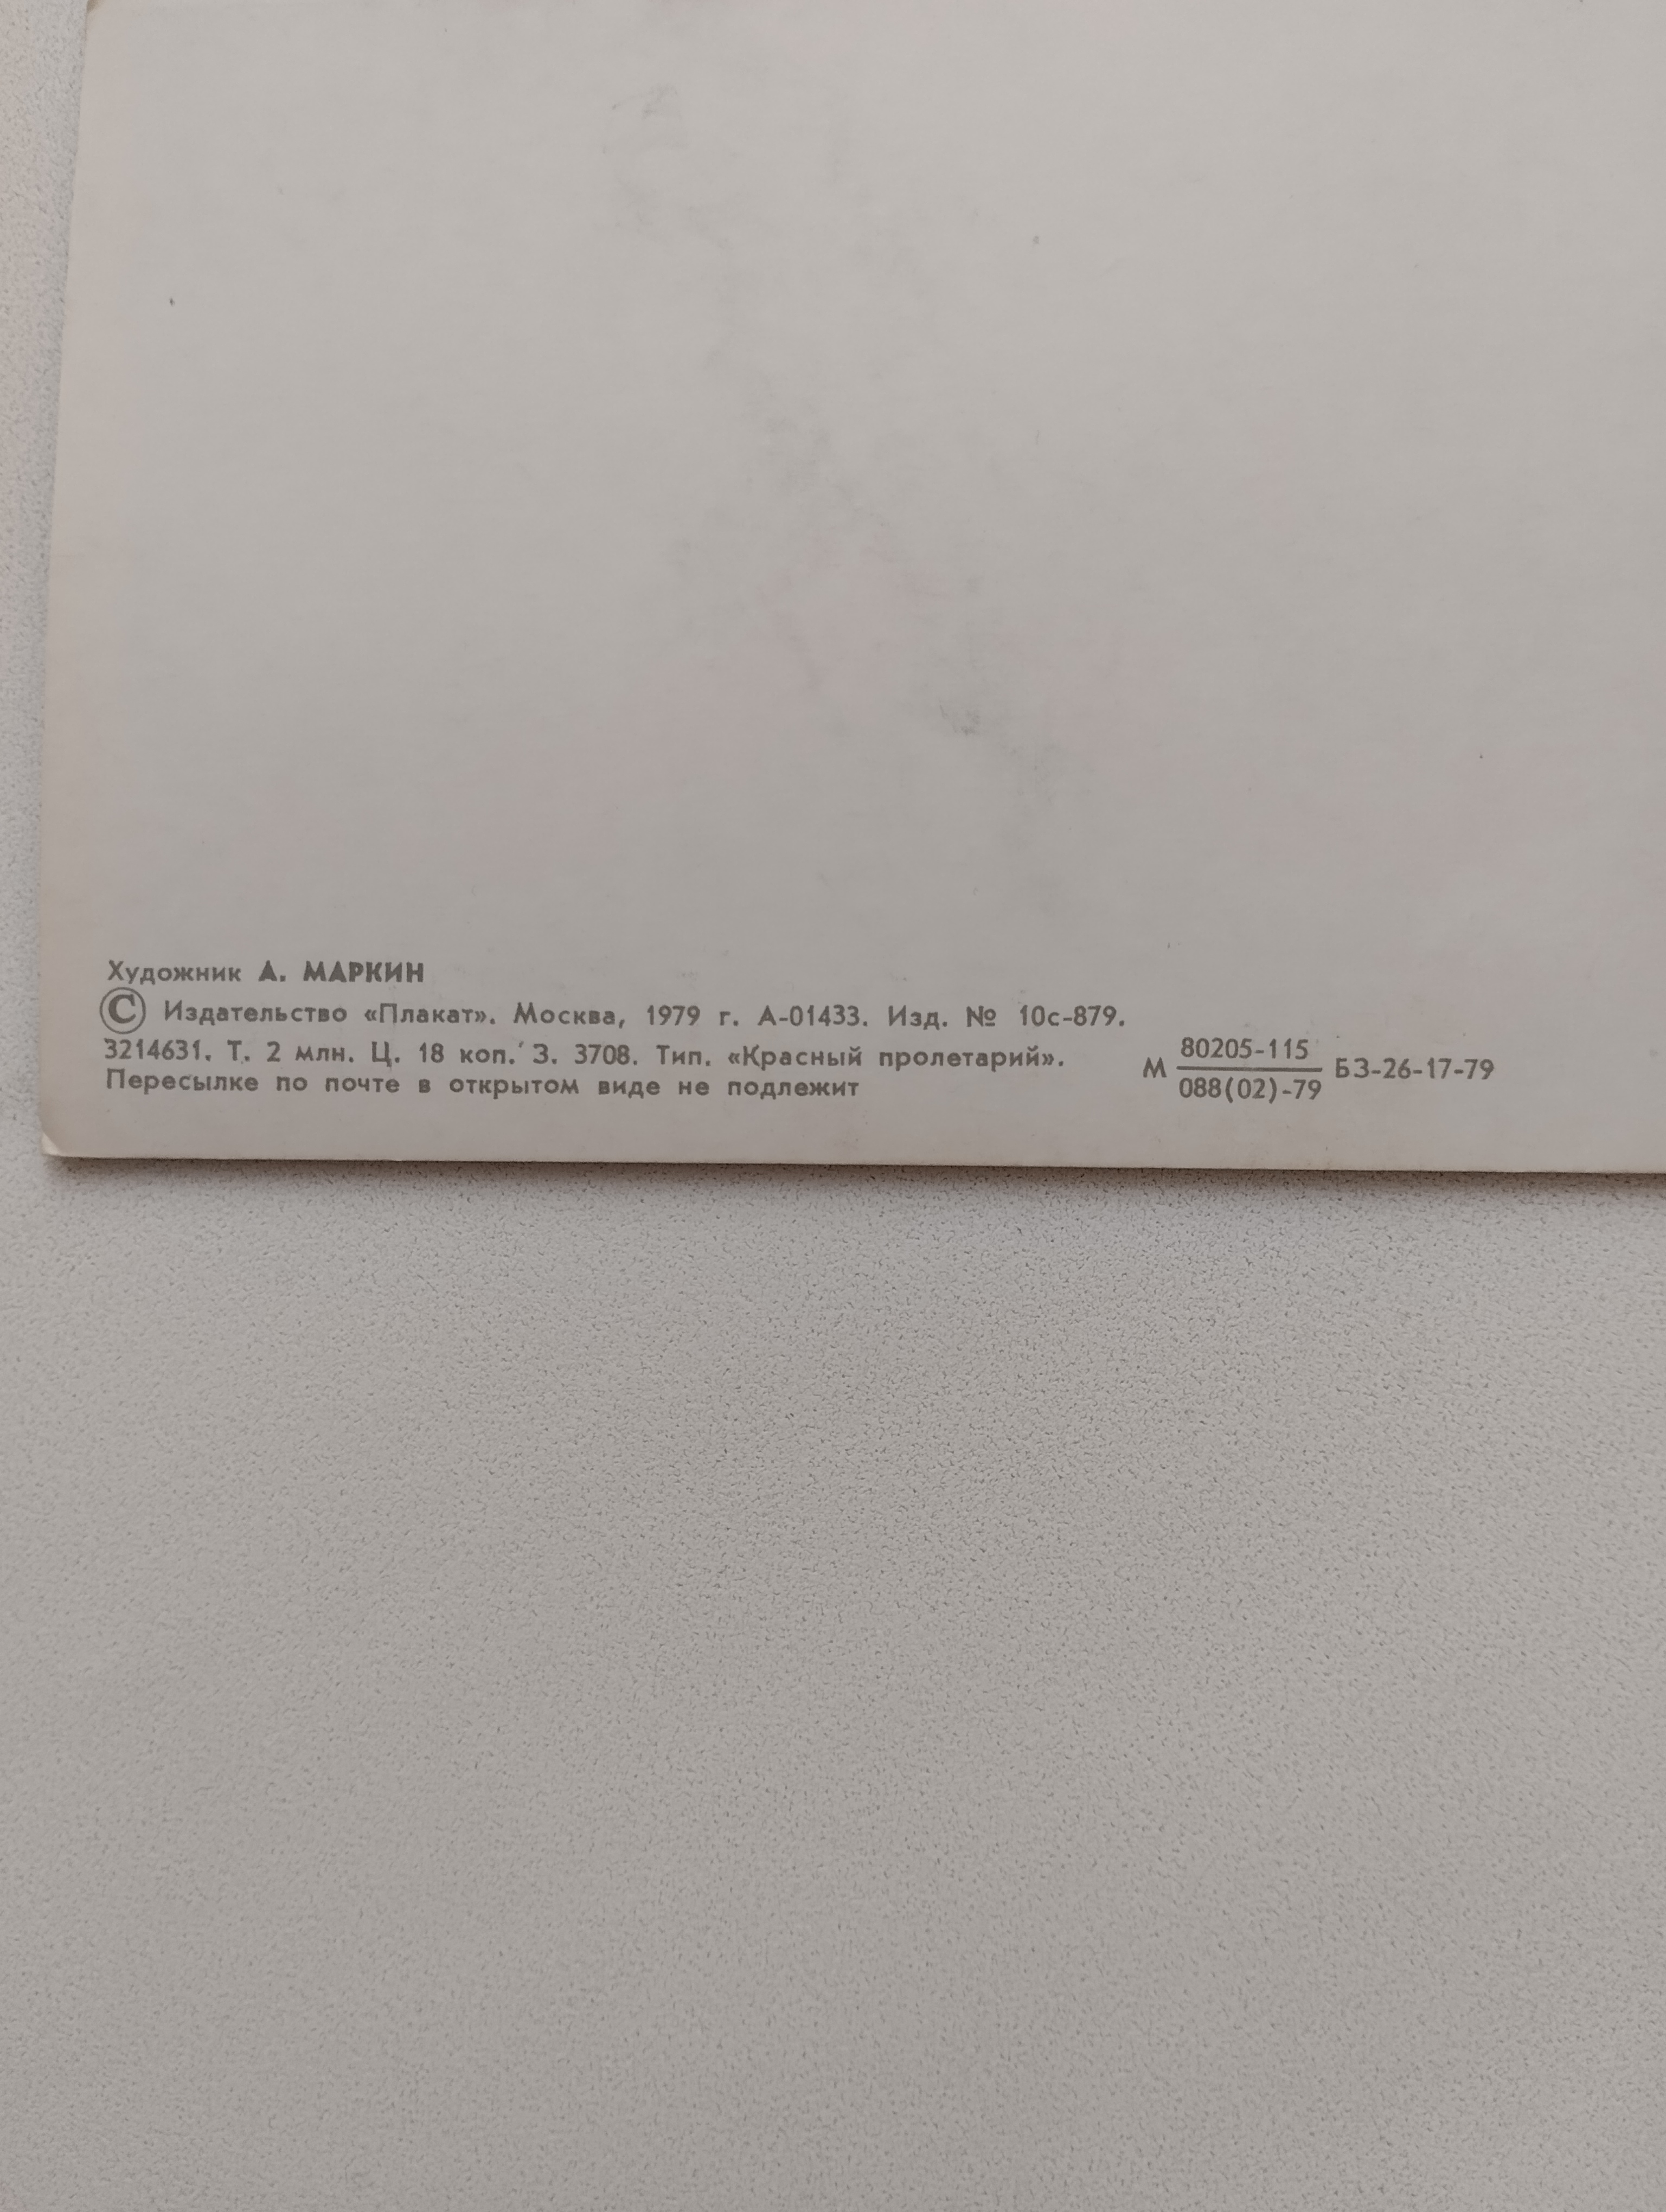 Художник А. МАРКИН
© Издательство «Плакат». Москва, 1979 г. А-01433. Изд. № 10с-879.
3214631. Т. 2 млн. Ц. 18 коп. З. 3708. Тип. «Красный пролетарий».
Пересылке по почте в открытом виде не подлежит
М 80205-115 БЗ-26-17-79
088(02)-79